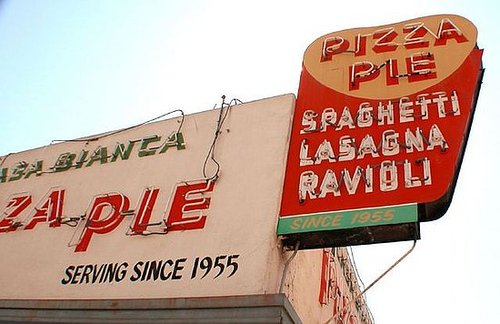 ASA BIANCA
ZA PIE
SERVING SINCE 1955
PIZZA
PIE
SPAGHETTI
LASAGNA
RAVIOLI
SINCE 1955